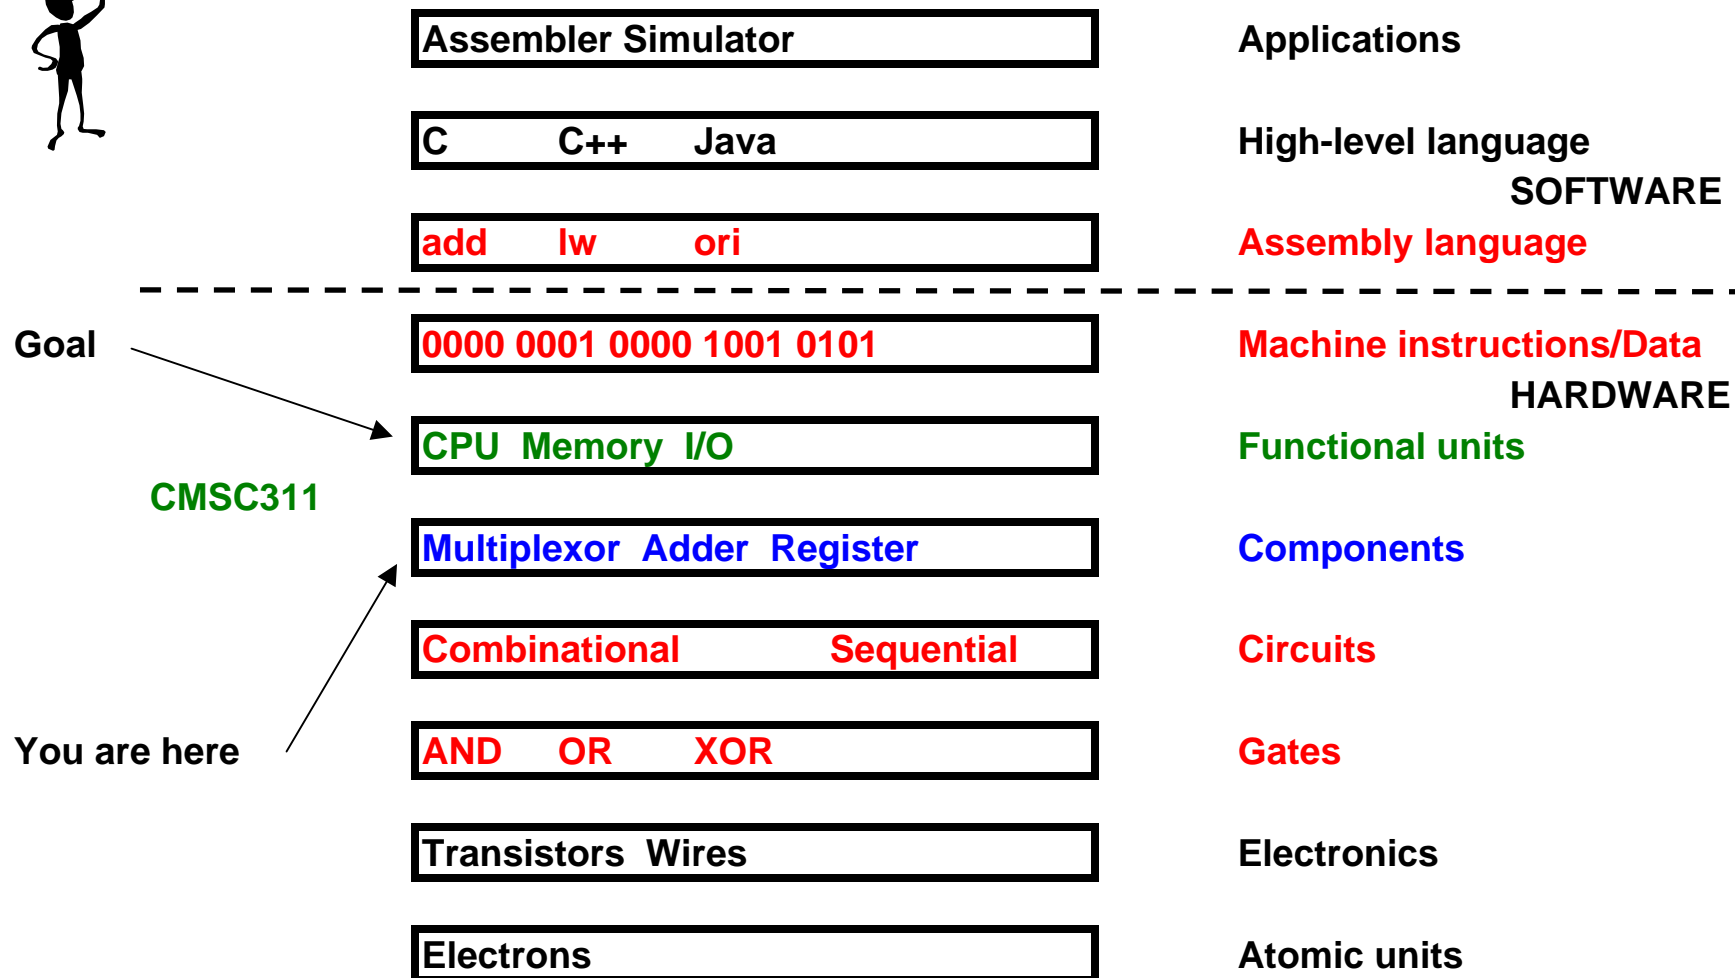 Assembler Simulator Applications
C C++ Java High-level language
SOFTWARE
add lw ori Assembly language
Goal 0000 0001 0000 1001 0101 Machine instructions/Data
HARDWARE
CPU Memory I/O Functional units
CMSC311
Multiplexor Adder Register Components
Combinational Sequential Circuits
You are here AND OR XOR Gates
Transistors Wires Electronics
Electrons Atomic units